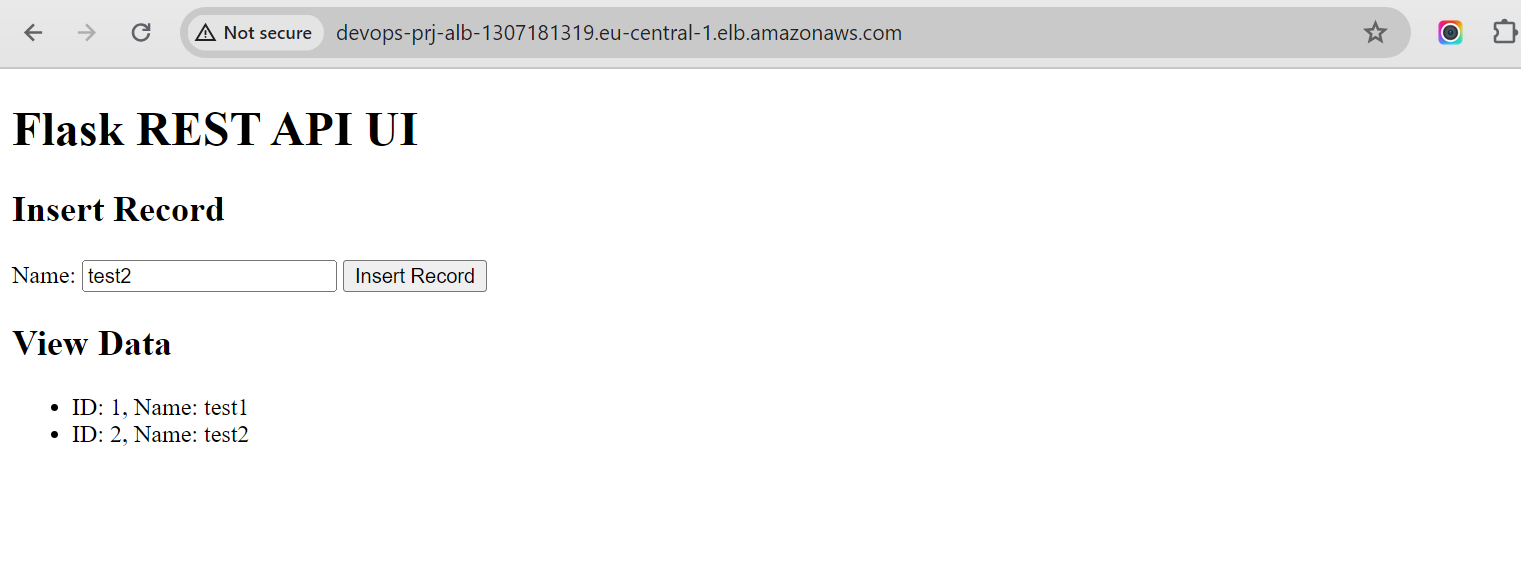 Not secure devops-prj-alb-1307181319.eu-central-1.elb.amazonaws.com
Flask REST API UI
Insert Record
Name: test2 Insert Record
View Data
• ID: 1, Name: test1
• ID: 2, Name: test2